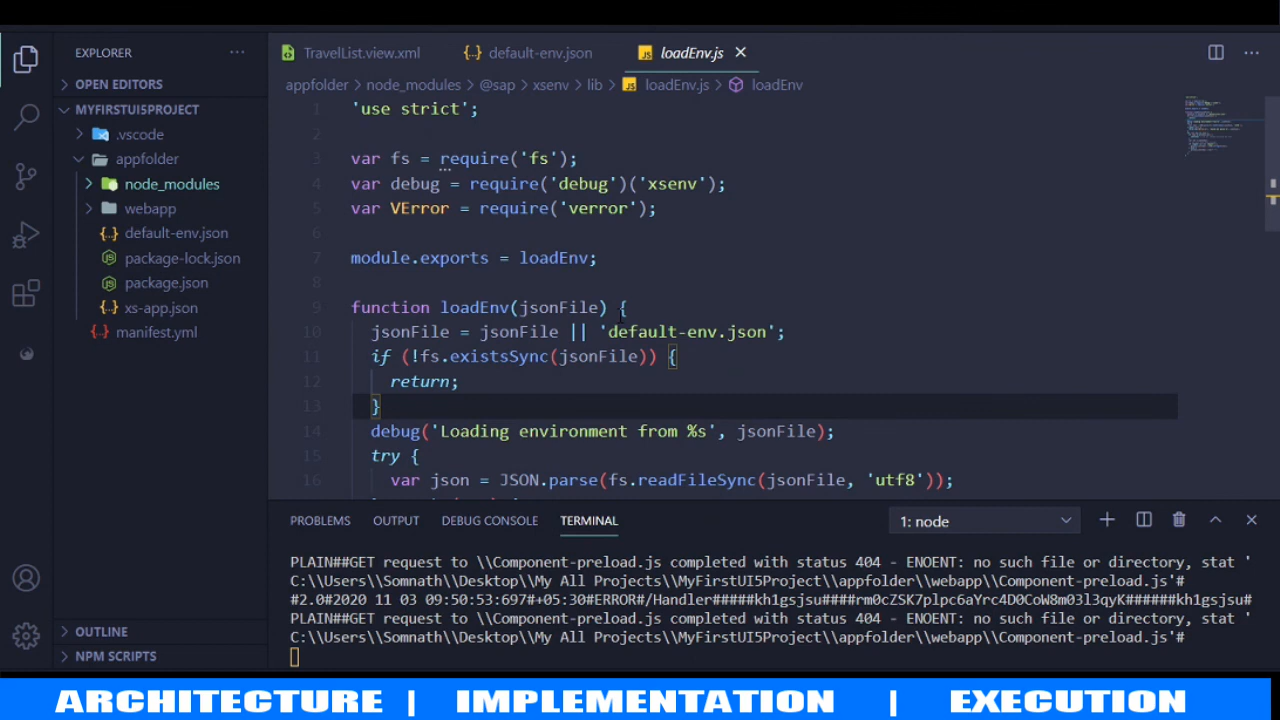 EXPLORER
OPEN EDITORS
MYFIRSTUI5PROJECT
.vscode
appfolder
node_modules
webapp
default-env.json
package-lock.json
package.json
xs-app.json
manifest.yml
OUTLINE
NPM SCRIPTS
TravelList.view.xml
default-env.json
loadEnv.js
appfolder > node_modules > @sap > xsenv > lib > loadEnv.js > loadEnv
1 'use strict';
2
3 var fs = require('fs');
4 var debug = require('debug')('xsenv');
5 var VError = require('verror');
6
7 module.exports = loadEnv;
8
9 function loadEnv(jsonFile) {
10 jsonFile = jsonFile || 'default-env.json';
11 if (!fs.existsSync(jsonFile)) {
12 return;
13 }
14 debug('Loading environment from %s', jsonFile);
15 try {
16 var json = JSON.parse(fs.readFileSync(jsonFile, 'utf8'));
PROBLEMS OUTPUT DEBUG CONSOLE TERMINAL 1: node
PLAIN##GET request to \\Component-preload.js completed with status 404 - ENOENT: no such file or directory, stat '
C:\\Users\\Somnath\\Desktop\\My All Projects\\MyFirstUI5Project\\appfolder\\webapp\\Component-preload.js'#
#2.0#2020 11 03 09:50:53:697#+05:30#ERROR#/Handler#####kh1gsjsu####rm0cZSK7plpc6aYrc4D0CoW8m03l3qyK######kh1gsjsu#
PLAIN##GET request to \\Component-preload.js completed with status 404 - ENOENT: no such file or directory, stat '
C:\\Users\\Somnath\\Desktop\\My All Projects\\MyFirstUI5Project\\appfolder\\webapp\\Component-preload.js'#
ARCHITECTURE | IMPLEMENTATION | EXECUTION